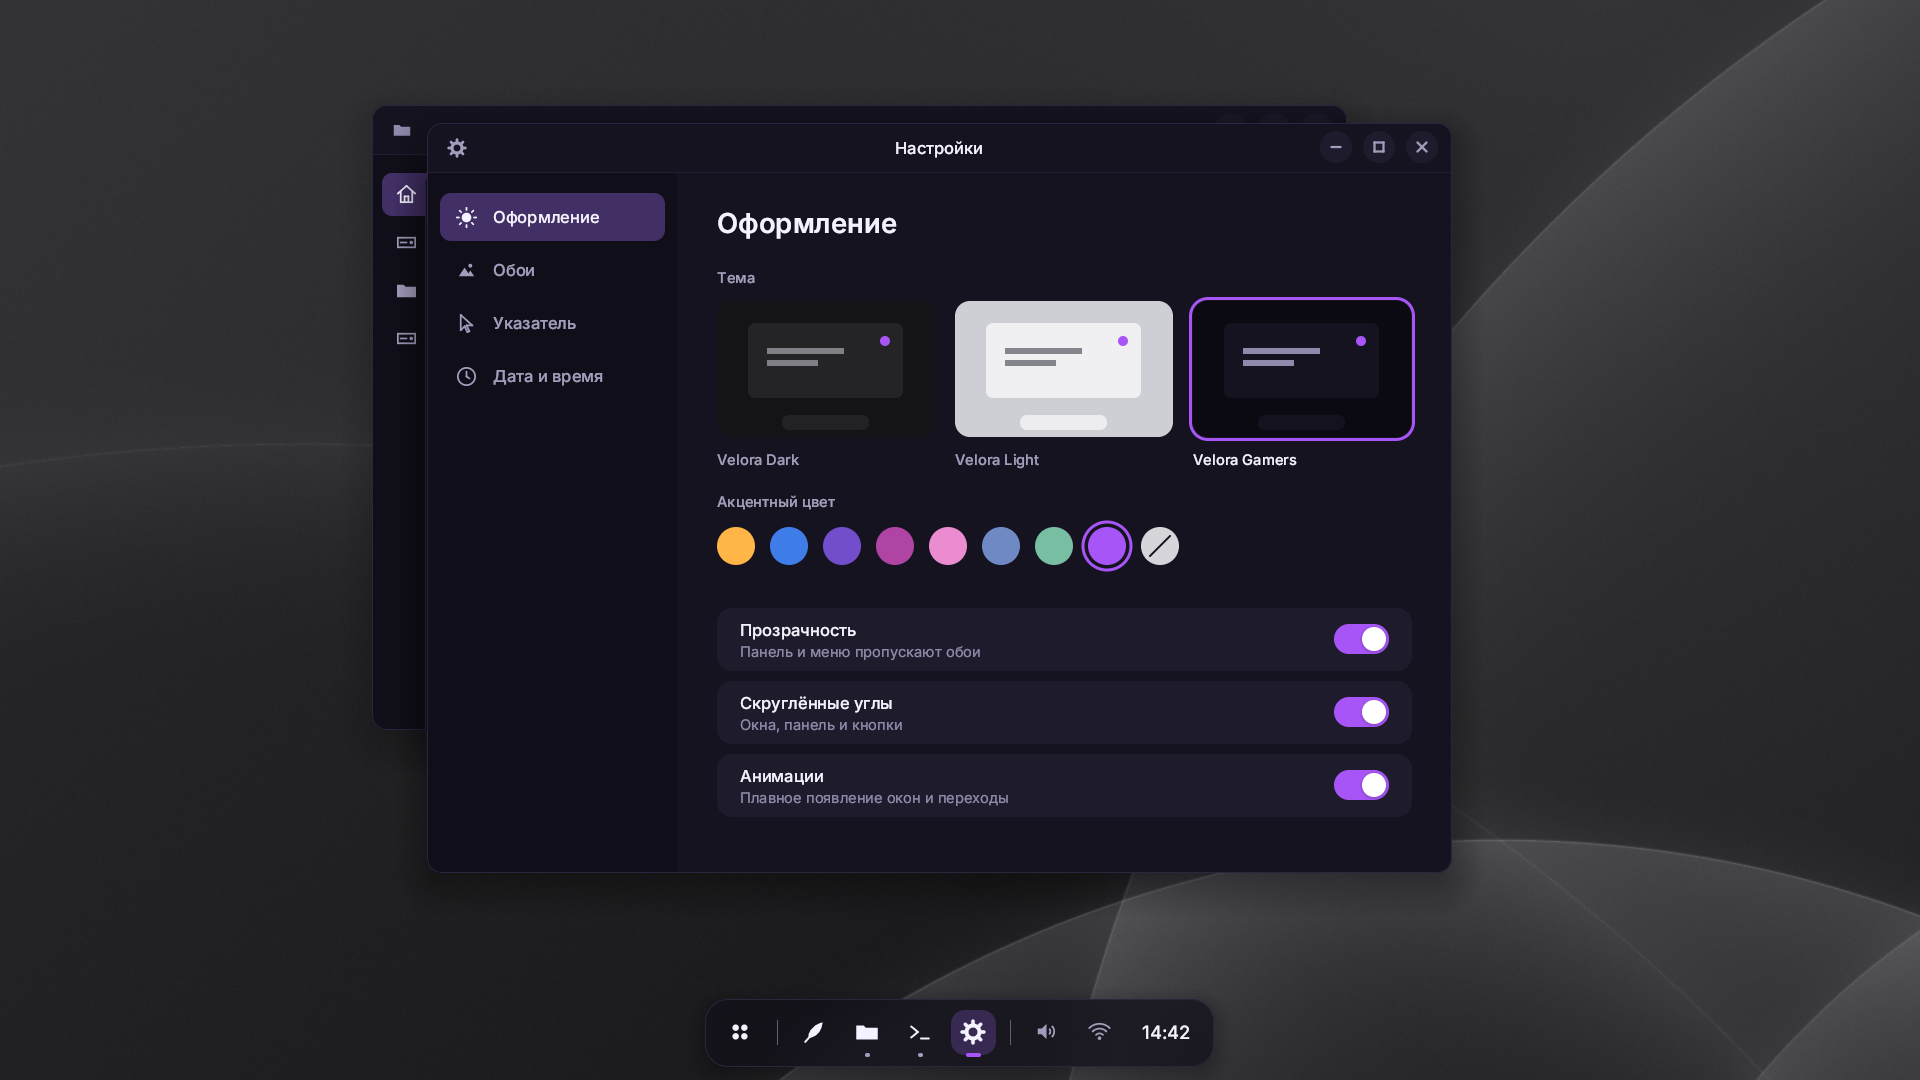 Настройки
Оформление
Обои
Указатель
Дата и время
Оформление
Тема
Velora Dark
Velora Light
Velora Gamers
Акцентный цвет
Прозрачность
Панель и меню пропускают обои
Скруглённые углы
Окна, панель и кнопки
Анимации
Плавное появление окон и переходы
14:42